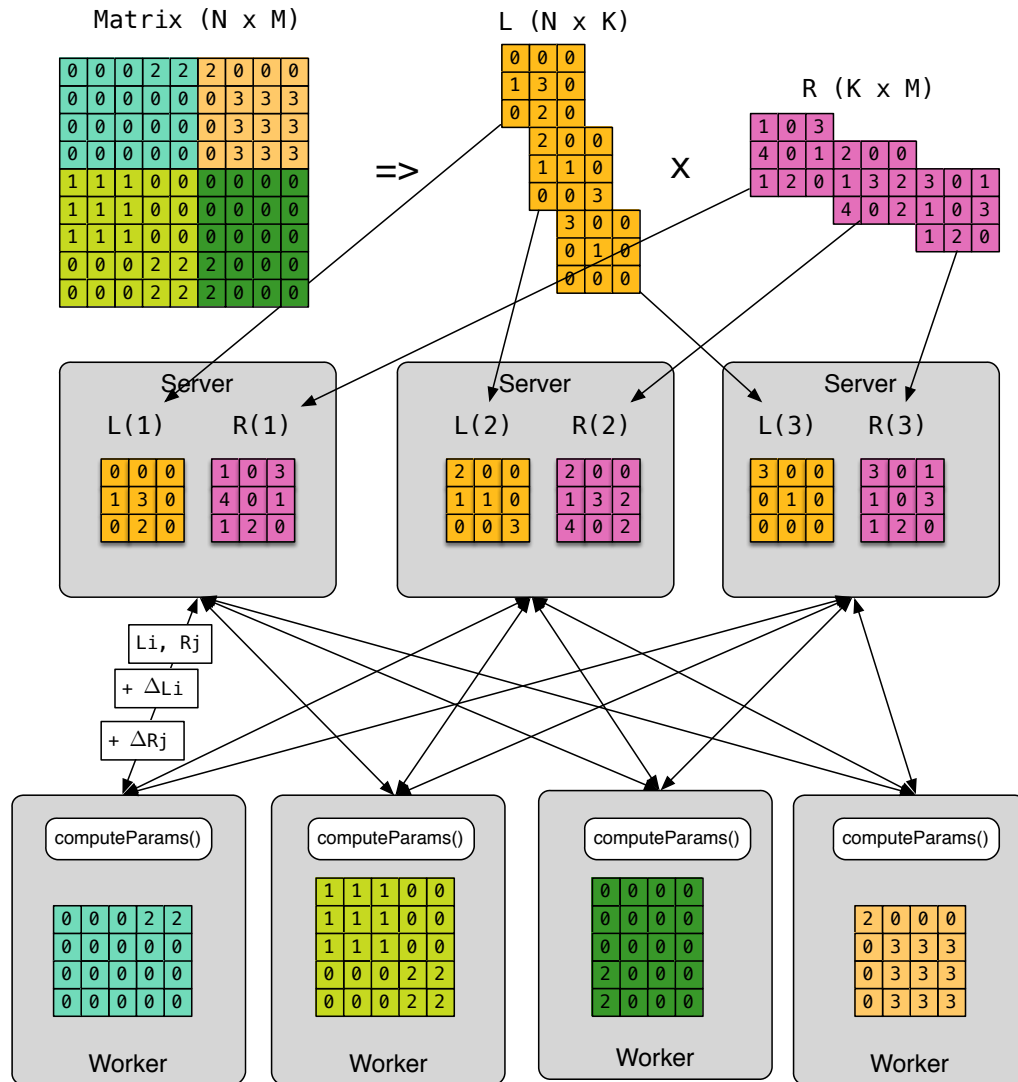 Matrix (N x M)
L (N x K)
R (K x M)
0 0 0 2 2 2 0 0 0
0 0 0 0 0 0 3 3 3
0 0 0 0 0 0 3 3 3
0 0 0 0 0 0 3 3 3
1 1 1 0 0 0 0 0 0
1 1 1 0 0 0 0 0 0
1 1 1 0 0 0 0 0 0
0 0 0 2 2 2 0 0 0
0 0 0 2 2 2 0 0 0
=>
0 0 0
1 3 0
0 2 0
2 0 0
1 1 0
0 0 3
3 0 0
0 1 0
0 0 0
x
1 0 3
4 0 1 2 0 0
1 2 0 1 3 2 3 0 1
4 0 2 1 0 3
1 2 0
Server
L(1) R(1)
0 0 0 1 0 3
1 3 0 4 0 1
0 2 0 1 2 0
Server
L(2) R(2)
2 0 0 2 0 0
1 1 0 1 3 2
0 0 3 4 0 2
Server
L(3) R(3)
3 0 0 3 0 1
0 1 0 1 0 3
0 0 0 1 2 0
Li, Rj
+ ΔLi
+ ΔRj
computeParams()
0 0 0 2 2
0 0 0 0 0
0 0 0 0 0
0 0 0 0 0
Worker
computeParams()
1 1 1 0 0
1 1 1 0 0
1 1 1 0 0
0 0 0 2 2
0 0 0 2 2
Worker
computeParams()
0 0 0 0
0 0 0 0
0 0 0 0
2 0 0 0
2 0 0 0
Worker
computeParams()
2 0 0 0
0 3 3 3
0 3 3 3
0 3 3 3
Worker